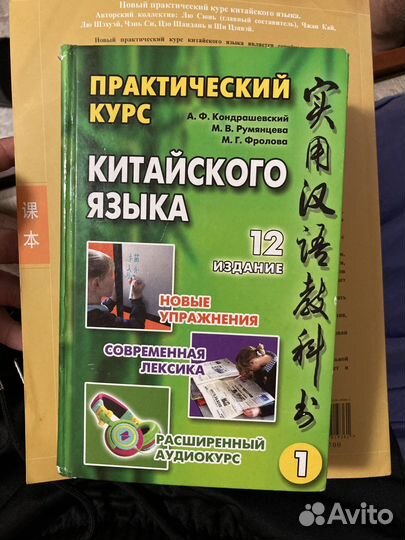 Новый практический курс китайского языка.
Авторский коллектив: Лю Сюнь (главный составитель), Чжан Кай,
Лю Шэхуэй, Чэнь Си, Цзо Шаньдань и Ши Цзявэй.
Новый практический курс китайского языка является
ПРАКТИЧЕСКИЙ
КУРС
А. Ф. Кондрашевский
М. В. Румянцева
М. Г. Фролова
КИТАЙСКОГО
ЯЗЫКА
实用汉语教科书
课本
12
ИЗДАНИЕ
НОВЫЕ
УПРАЖНЕНИЯ
СОВРЕМЕННАЯ
ЛЕКСИКА
РАСШИРЕННЫЙ
АУДИОКУРС
1
Avito